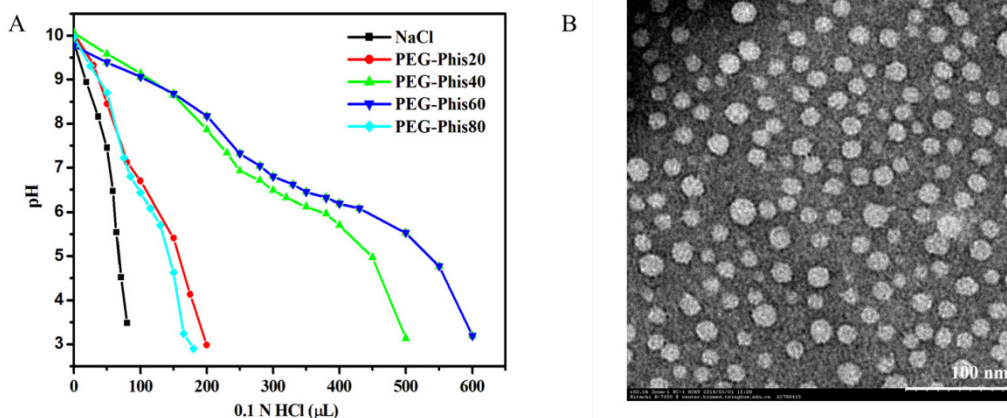 A
NaCl
PEG-Phis20
PEG-Phis40
PEG-Phis60
PEG-Phis80
pH
10
9
8
7
6
5
4
3
0 100 200 300 400 500 600
0.1 N HCl (μL)
B
100 nm